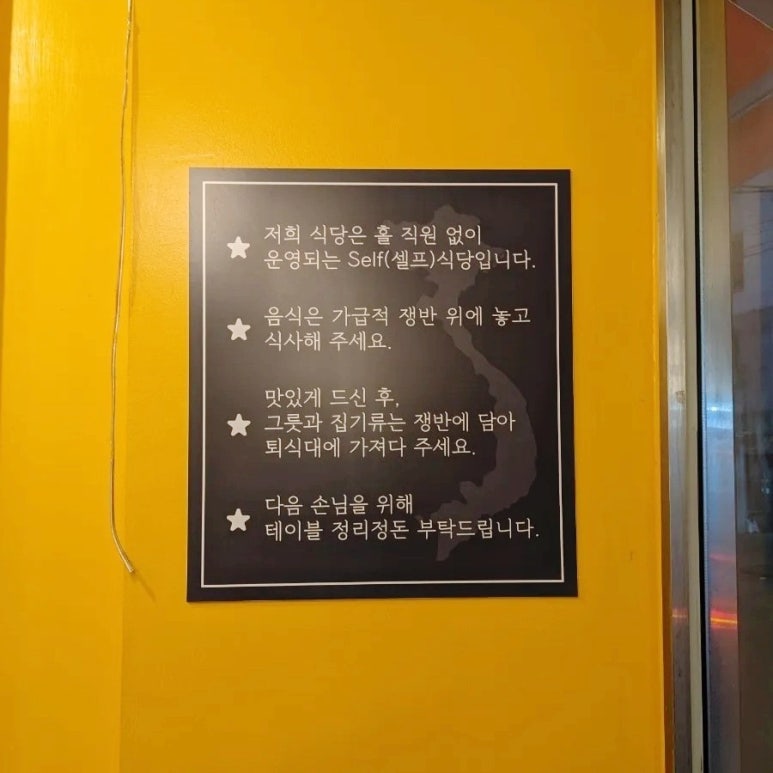 저희 식당은 홀 직원 없이
운영되는 Self(셀프)식당입니다.
음식은 가급적 쟁반 위에 놓고
식사해 주세요.
맛있게 드신 후,
그릇과 집기류는 쟁반에 담아
퇴식대에 가져다 주세요.
다음 손님을 위해
테이블 정리정돈 부탁드립니다.